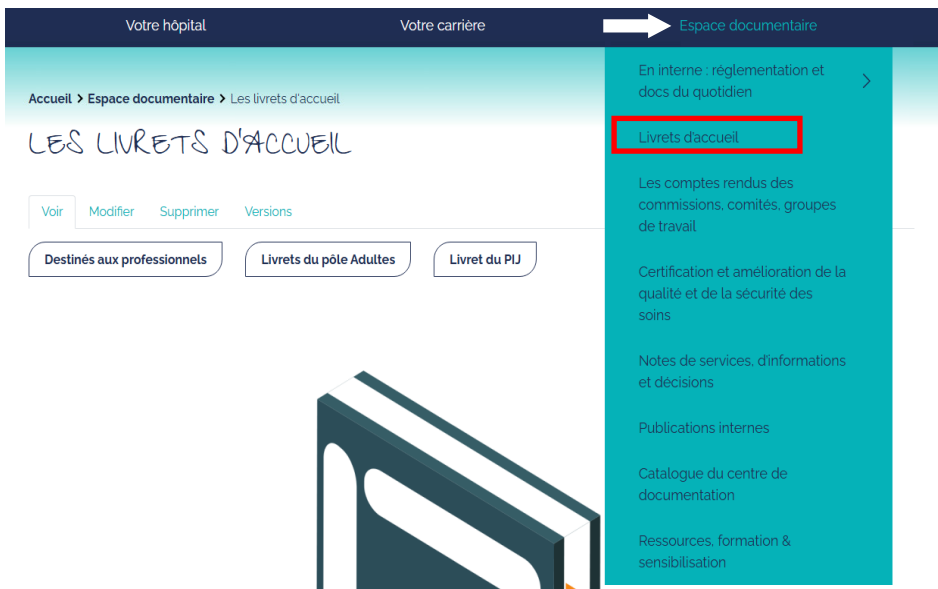 Votre hôpital
Votre carrière
Espace documentaire
Accueil > Espace documentaire > Les livrets d'accueil
LES LIVRETS D'ACCUEIL
Voir
Modifier
Supprimer
Versions
Destinés aux professionnels
Livrets du pôle Adultes
Livret du PIJ
En interne : réglementation et
docs du quotidien
Livrets d'accueil
Les comptes rendus des
commissions, comités, groupes
de travail
Certification et amélioration de la
qualité et de la sécurité des
soins
Notes de services, d'informations
et décisions
Publications internes
Catalogue du centre de
documentation
Ressources, formation &
sensibilisation